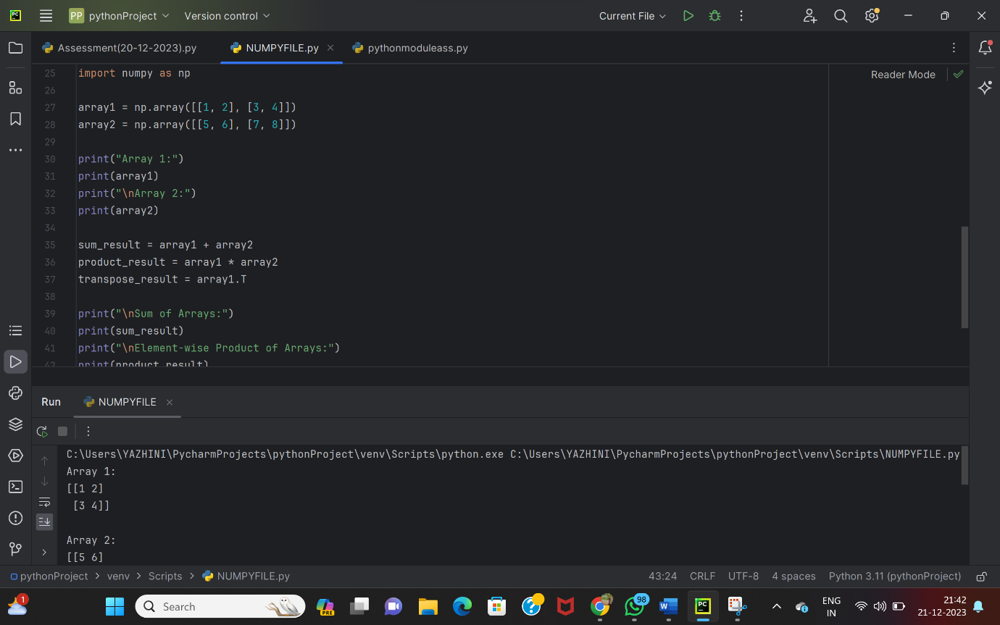 PC PP pythonProject Version control Current File
Assessment(20-12-2023).py NUMPYFILE.py pythonmoduleass.py
Reader Mode
25 import numpy as np
26
27 array1 = np.array([[1, 2], [3, 4]])
28 array2 = np.array([[5, 6], [7, 8]])
29
30 print("Array 1:")
31 print(array1)
32 print("\nArray 2:")
33 print(array2)
34
35 sum_result = array1 + array2
36 product_result = array1 * array2
37 transpose_result = array1.T
38
39 print("\nSum of Arrays:")
40 print(sum_result)
41 print("\nElement-wise Product of Arrays:")
42 print(product_result)
Run NUMPYFILE
C:\Users\YAZHINI\PycharmProjects\pythonProject\venv\Scripts\python.exe C:\Users\YAZHINI\PycharmProjects\pythonProject\venv\Scripts\NUMPYFILE.py
Array 1:
[[1 2]
 [3 4]]
Array 2:
[[5 6]
pythonProject venv Scripts NUMPYFILE.py 43:24 CRLF UTF-8 4 spaces Python 3.11 (pythonProject)
1 Search PRE 98 W PC ENG 21:42
IN 21-12-2023